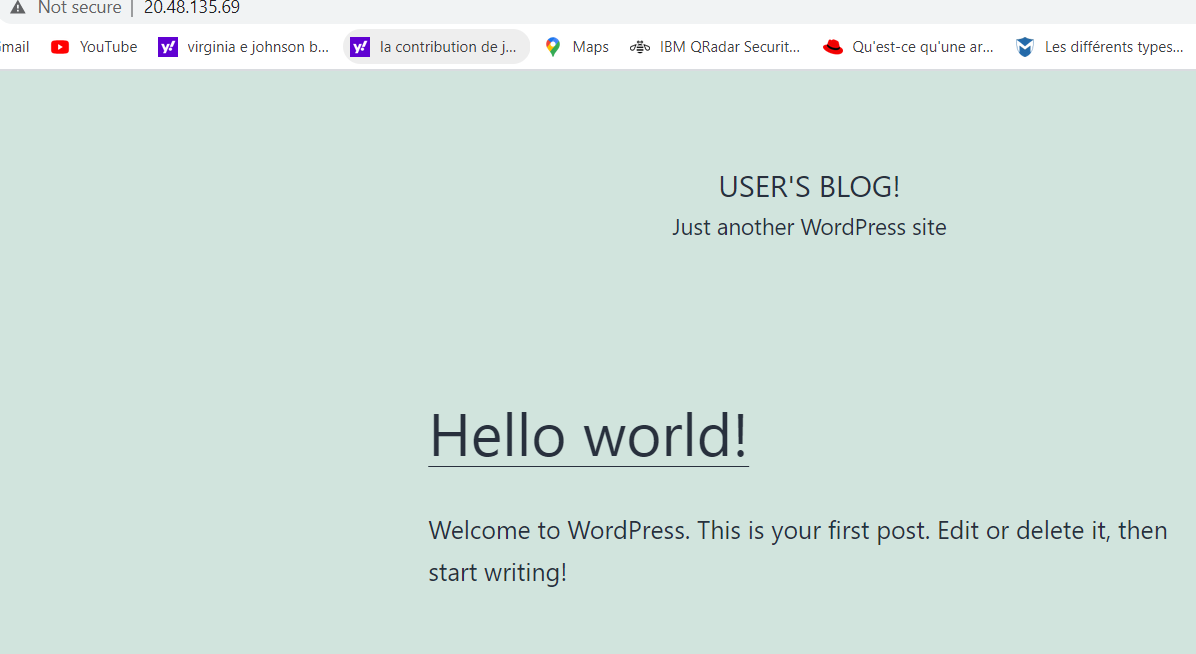 Not secure | 20.48.135.69
mail YouTube virginia e johnson b... la contribution de j... Maps IBM QRadar Securit... Qu'est-ce qu'une ar... Les différents types...
USER'S BLOG!
Just another WordPress site
Hello world!
Welcome to WordPress. This is your first post. Edit or delete it, then
start writing!